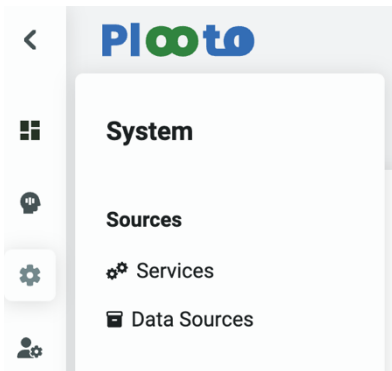 Plooto
System
Sources
Services
Data Sources